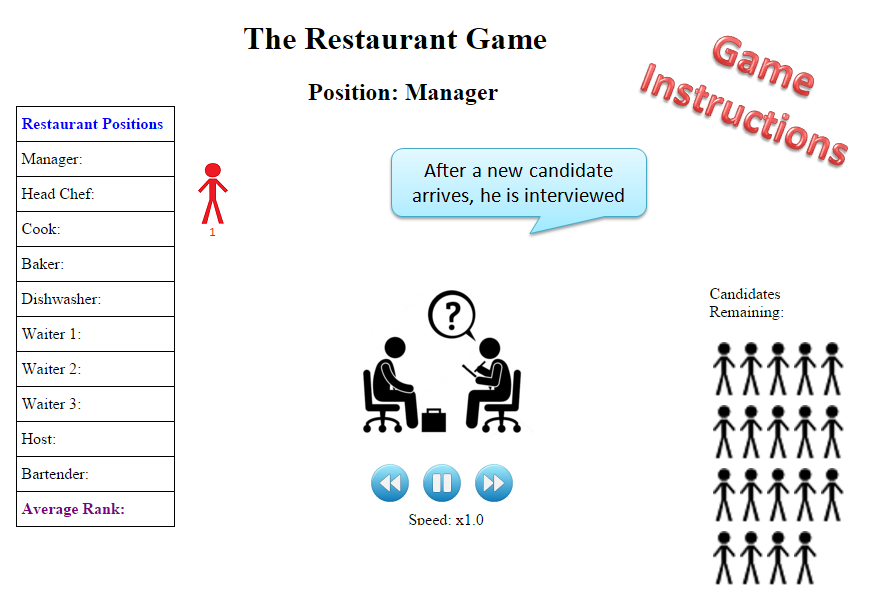 The Restaurant Game
Game
Instructions
Position: Manager
Restaurant Positions
Manager:
Head Chef:
Cook:
Baker:
Dishwasher:
Waiter 1:
Waiter 2:
Waiter 3:
Host:
Bartender:
Average Rank:
1
After a new candidate
arrives, he is interviewed
?
Speed: x1.0
Candidates
Remaining: